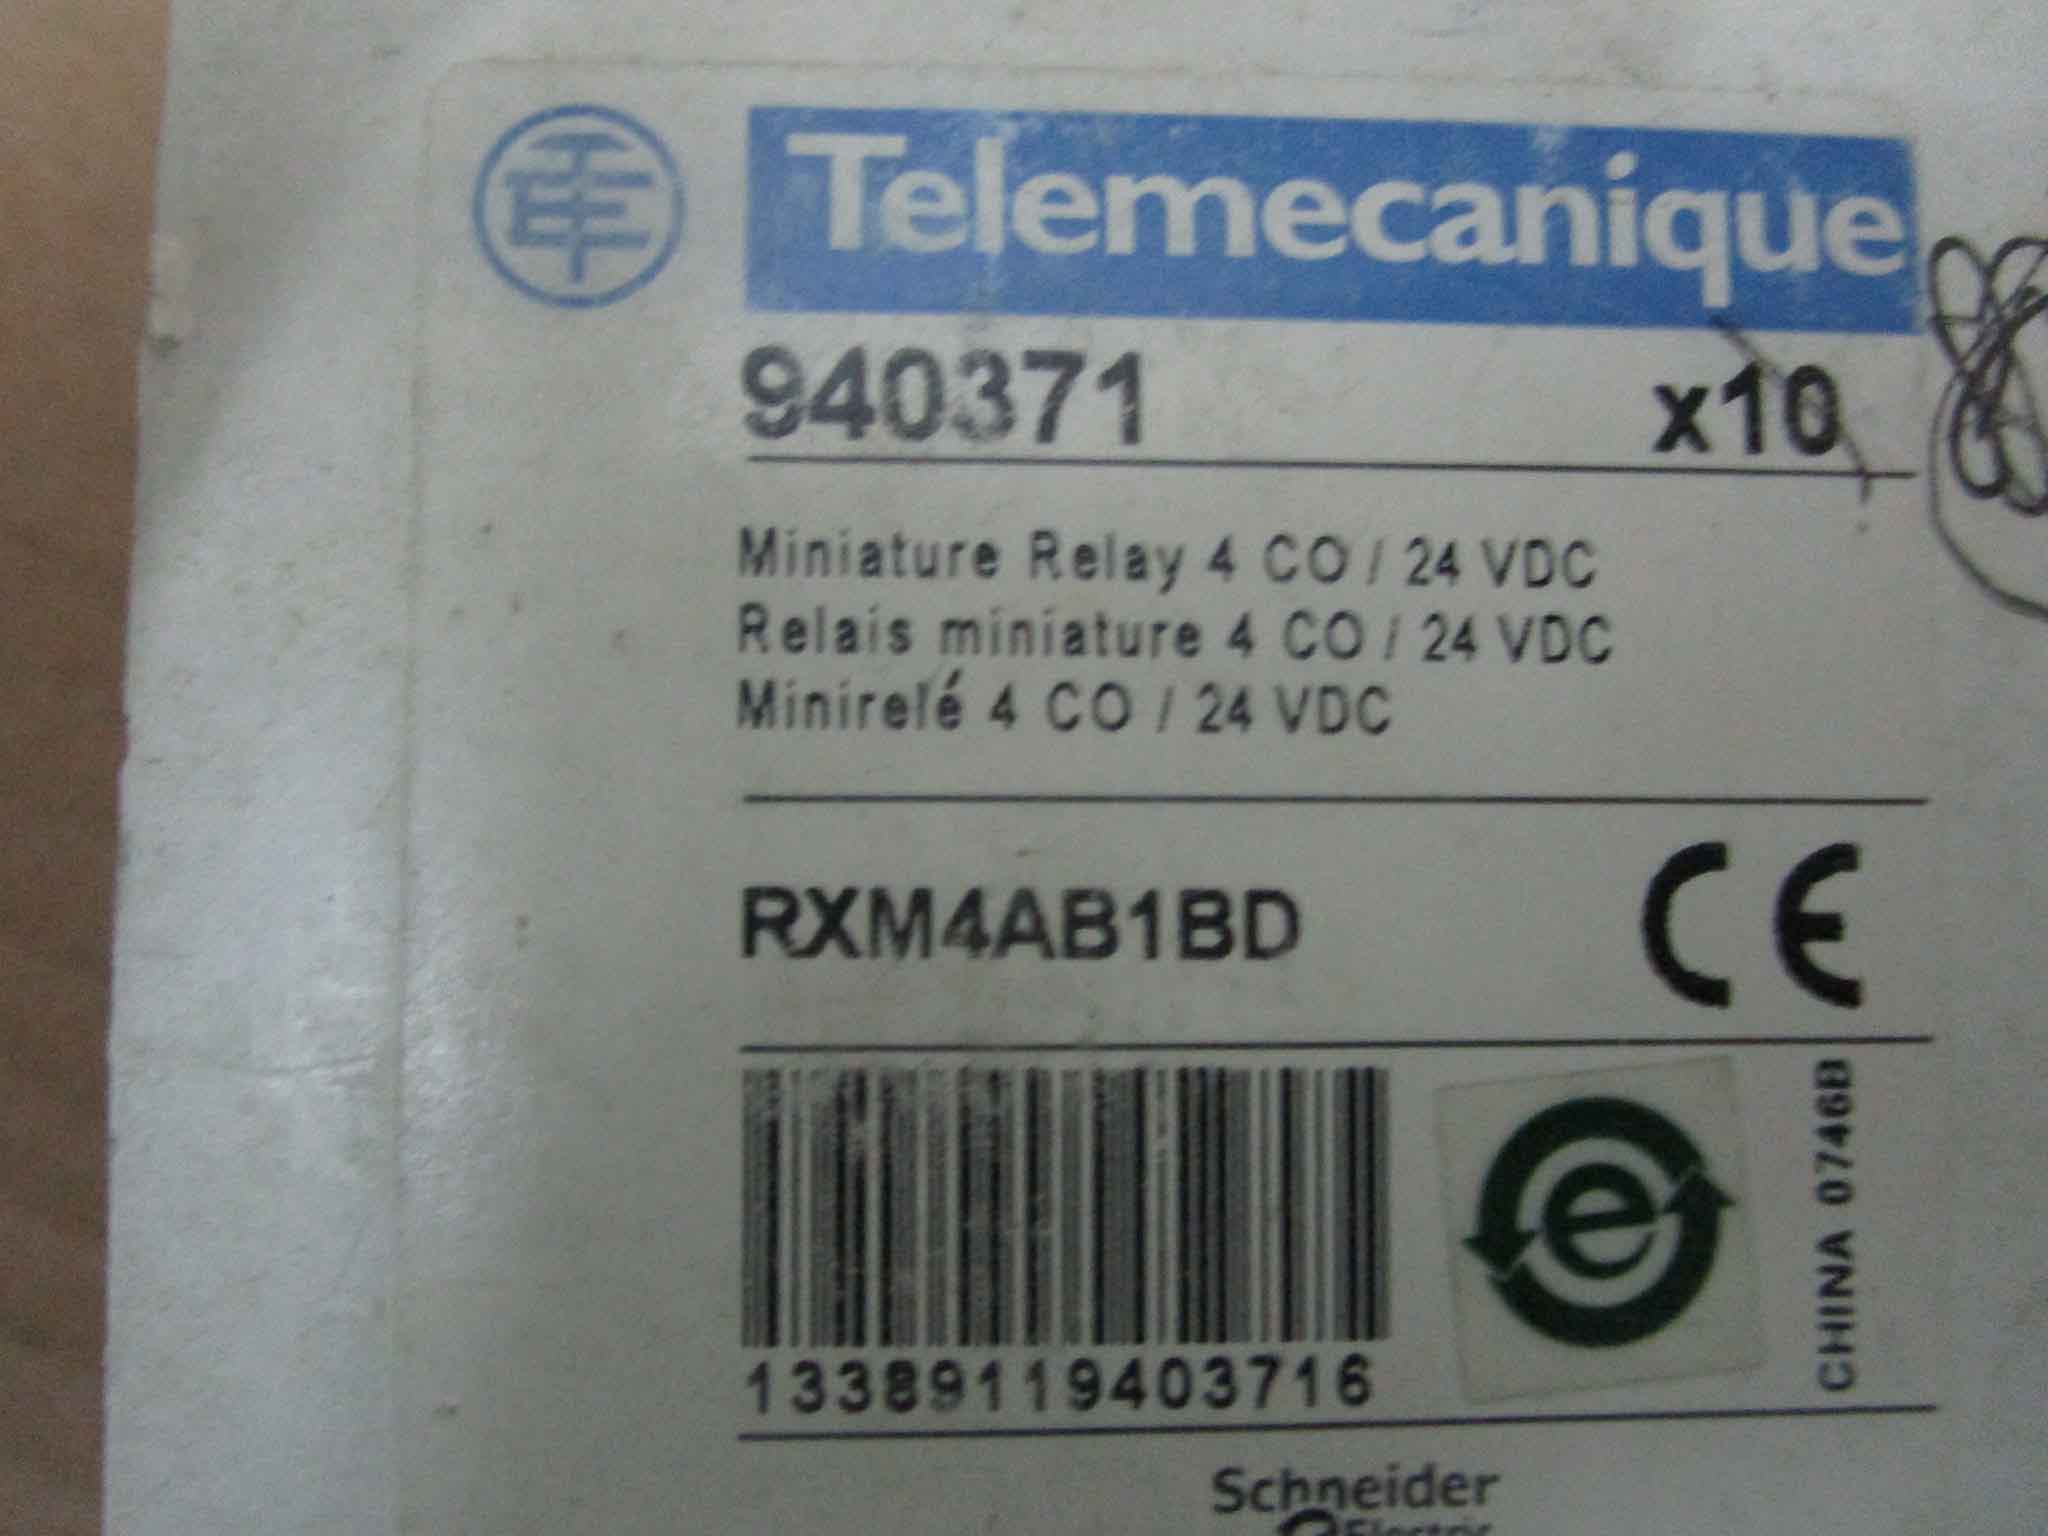 Telemecanique
940371 x10
Miniature Relay 4 CO / 24 VDC
Relais miniature 4 CO / 24 VDC
Minirelé 4 CO / 24 VDC
RXM4AB1BD CE
e
CHINA 0746B
13389119403716
Schneider
Electric